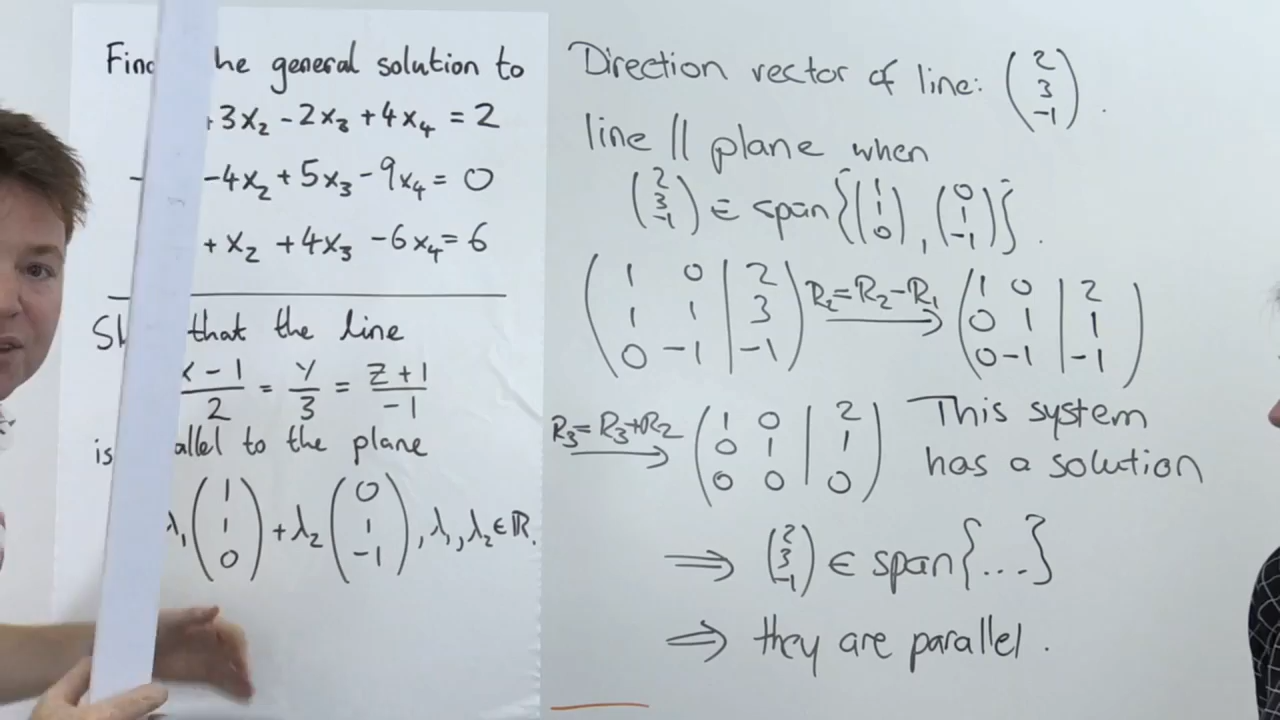 Find the general solution to
+3x₂ -2x₃ +4x₄ = 2
-4x₂ +5x₃ -9x₄ = 0
+ x₂ +4x₃ -6x₄ = 6
that the line
x-1/2 = y/3 = z+1/-1
is parallel to the plane
λ₁ (1 1 0) + λ₂ (0 1 -1), λ₁, λ₂ ∈ ℝ.
Direction vector of line: (2 3 -1).
line || plane when
(2 3 -1) ∈ span{(1 1 0), (0 1 -1)}.
(1 0 | 2
1 1 | 3
0 -1 | -1)
R₂=R₂-R₁
(1 0 | 2
0 1 | 1
0 -1 | -1)
R₃=R₃+R₂
(1 0 | 2
0 1 | 1
0 0 | 0)
This system
has a solution
⇒ (2 3 -1) ∈ span{...}
⇒ they are parallel.